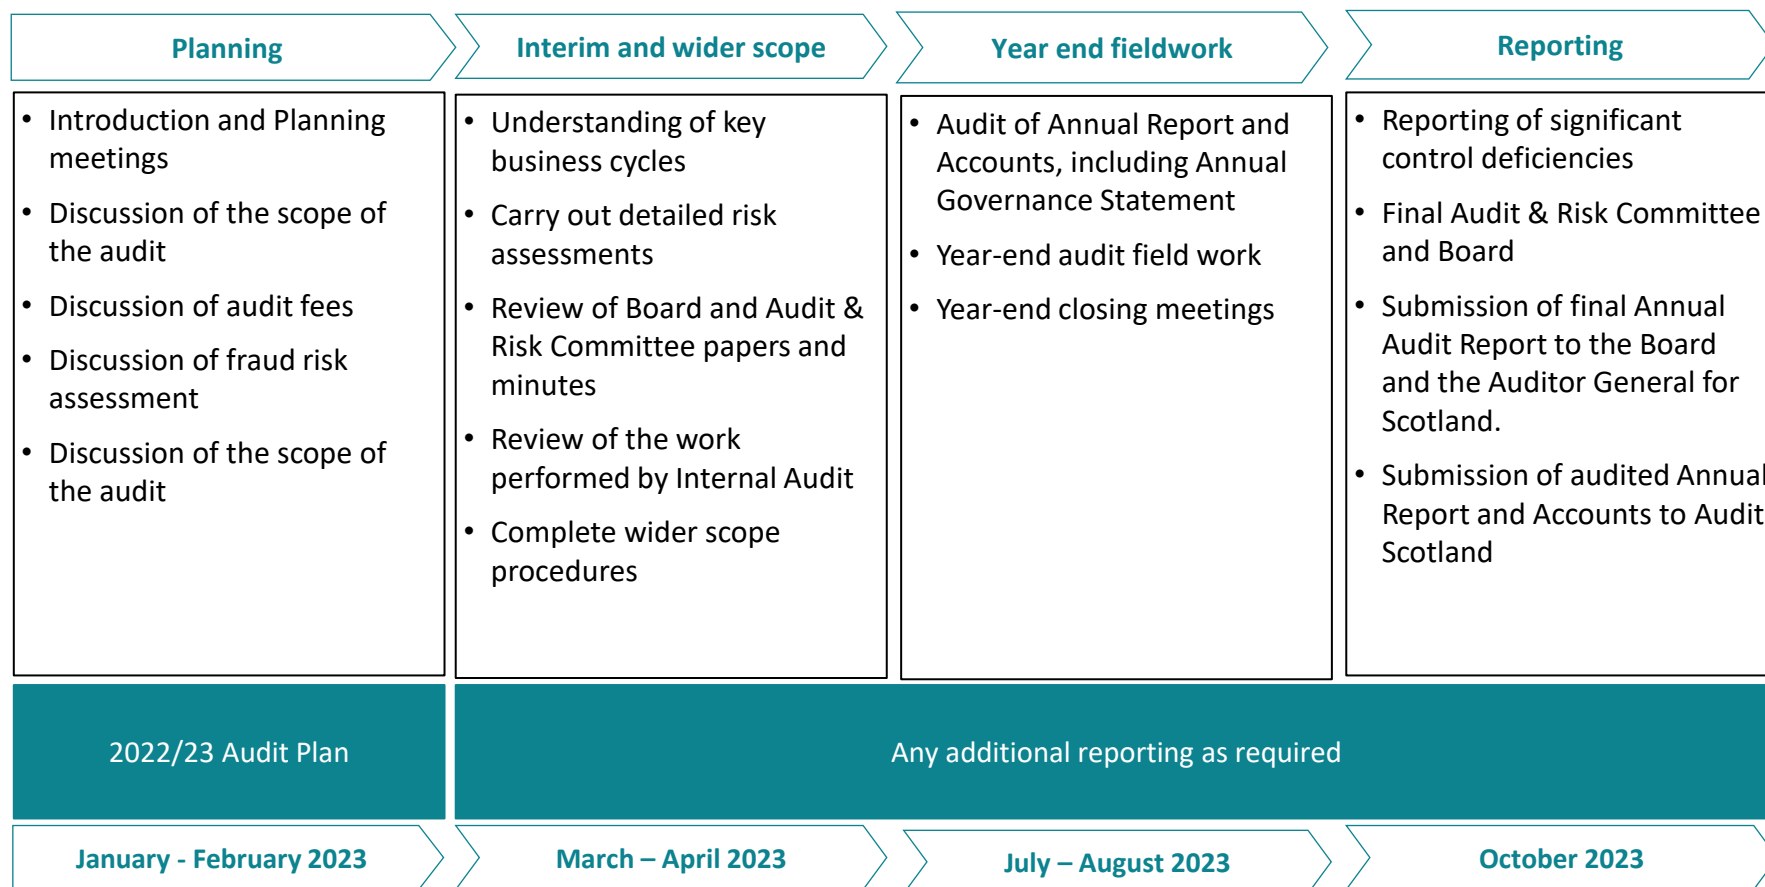 Planning
Interim and wider scope
Year end fieldwork
Reporting
• Introduction and Planning
meetings
• Discussion of the scope of
the audit
• Discussion of audit fees
• Discussion of fraud risk
assessment
• Discussion of the scope of
the audit
• Understanding of key
business cycles
• Carry out detailed risk
assessments
• Review of Board and Audit &
Risk Committee papers and
minutes
• Review of the work
performed by Internal Audit
• Complete wider scope
procedures
• Audit of Annual Report and
Accounts, including Annual
Governance Statement
• Year-end audit field work
• Year-end closing meetings
• Reporting of significant
control deficiencies
• Final Audit & Risk Committee
and Board
• Submission of final Annual
Audit Report to the Board
and the Auditor General for
Scotland.
• Submission of audited Annual
Report and Accounts to Audit
Scotland
2022/23 Audit Plan
Any additional reporting as required
January - February 2023
March – April 2023
July – August 2023
October 2023